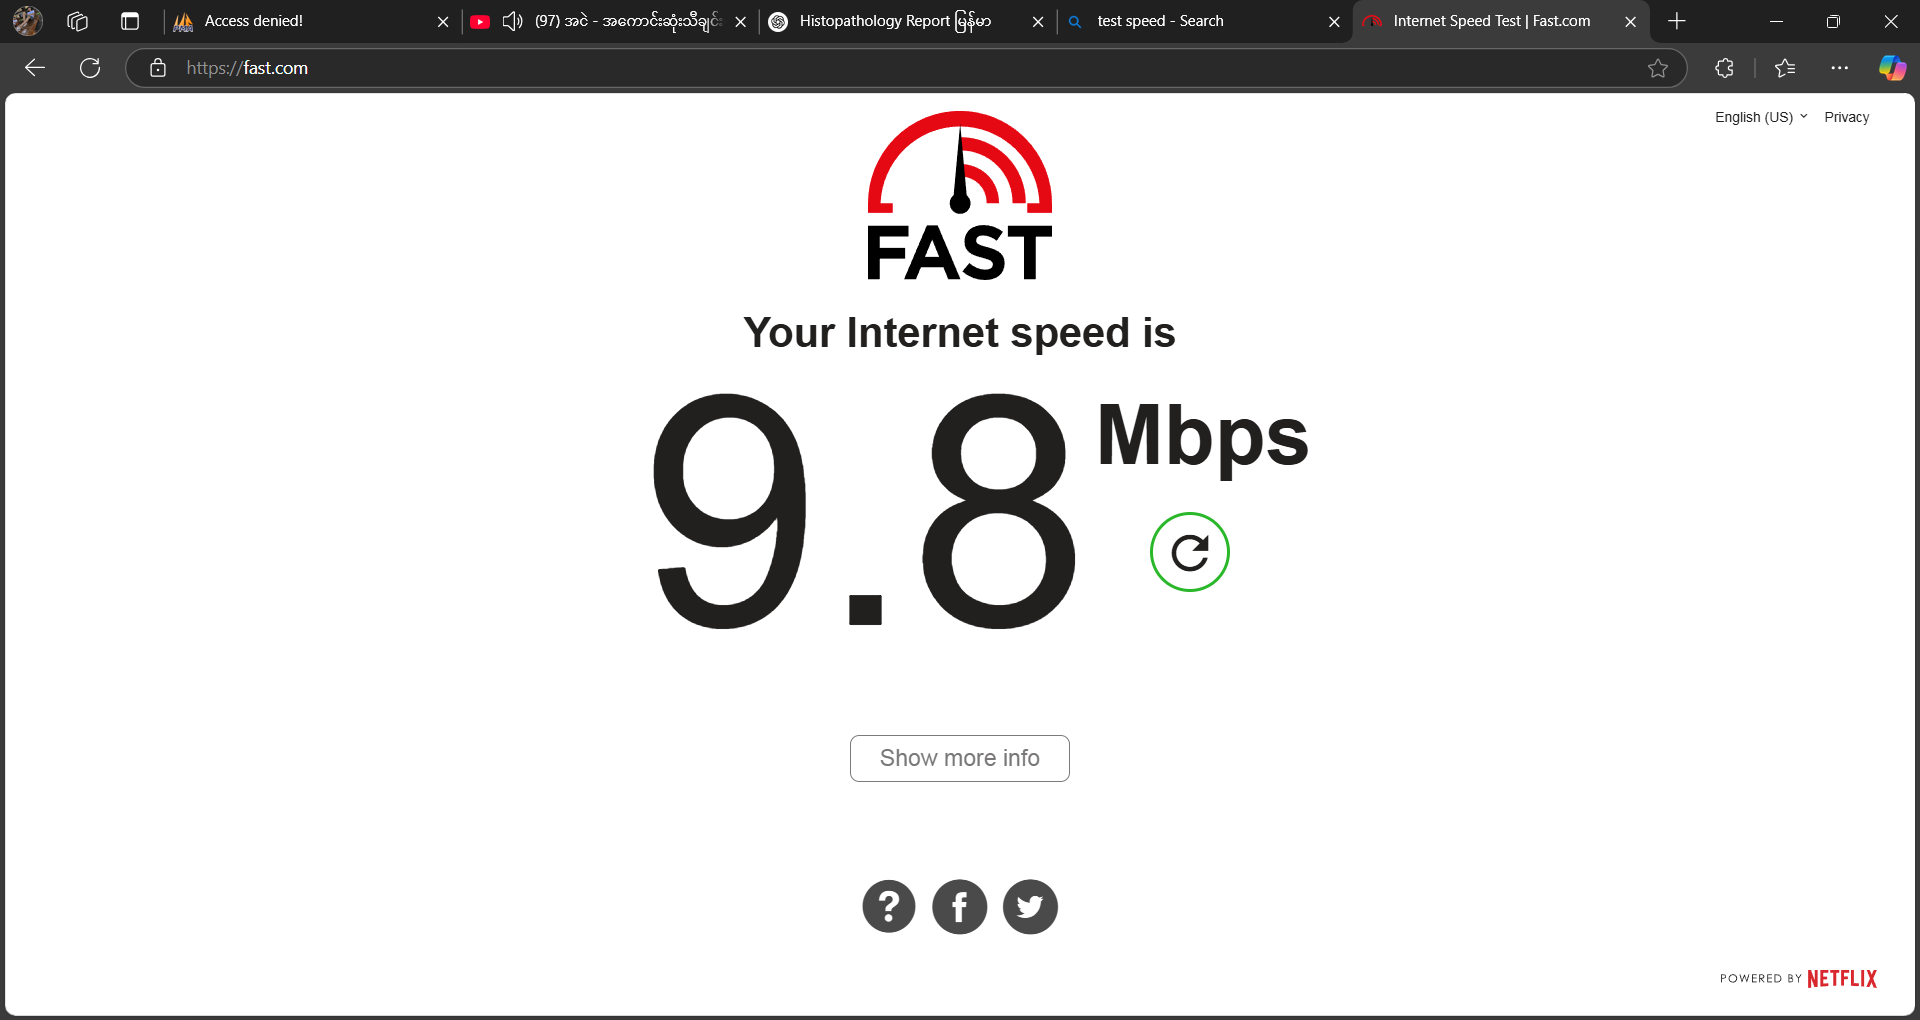 Access denied!
(97) အငဲ - အကောင်းဆုံးသီချင်း
Histopathology Report မြန်မာ
test speed - Search
Internet Speed Test | Fast.com
https://fast.com
English (US)
Privacy
FAST
Your Internet speed is
9.8 Mbps
Show more info
POWERED BY NETFLIX